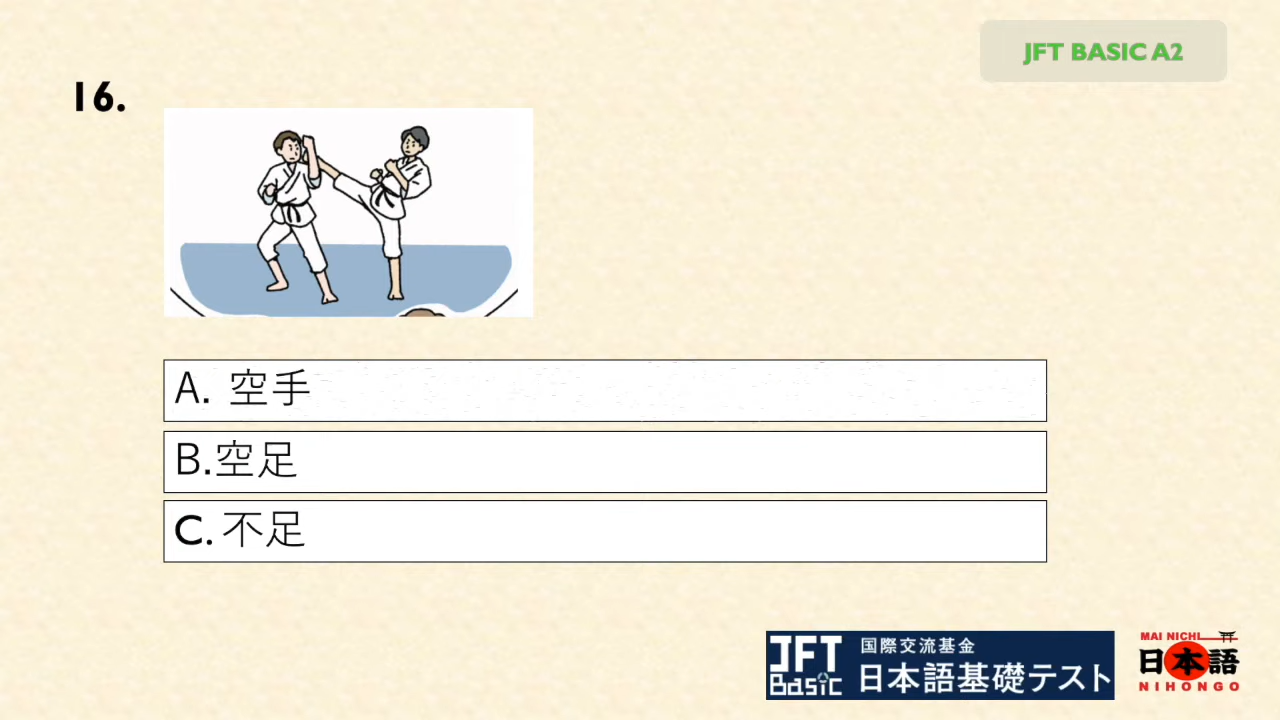 JFT BASIC A2
16.
A. 空手
B.空足
C. 不足
JFT Basic
国際交流基金
日本語基礎テスト
MAI NICHI
日本語
NIHONGO